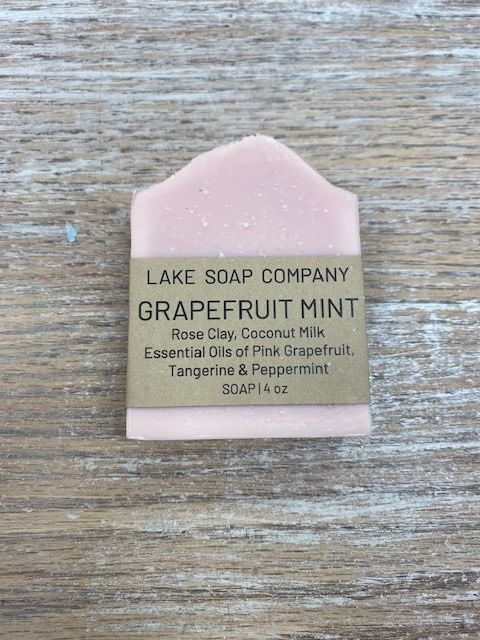 LAKE SOAP COMPANY
GRAPEFRUIT MINT
Rose Clay, Coconut Milk
Essential Oils of Pink Grapefruit,
Tangerine & Peppermint
SOAP | 4 oz